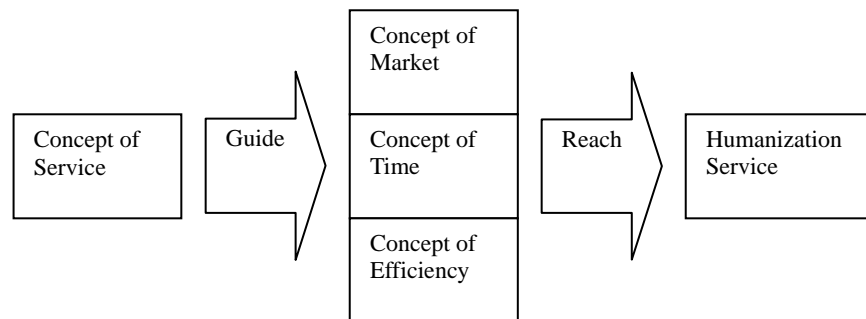 Concept of
Service
Guide
Concept of
Market
Concept of
Time
Concept of
Efficiency
Reach
Humanization
Service